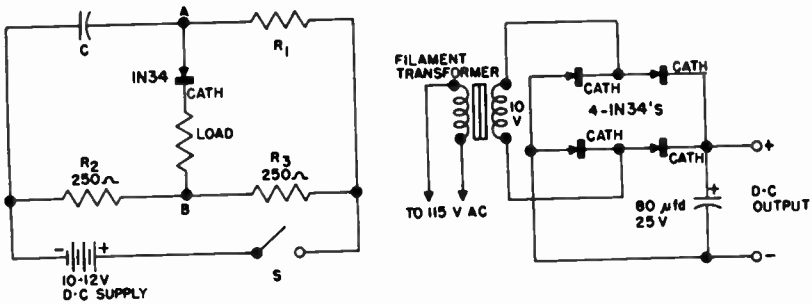 A
C
R1
1N34
CATH
LOAD
R2
250Ω
R3
250Ω
B
- +
10-12V
D-C SUPPLY
S
FILAMENT
TRANSFORMER
10
V
TO 115 V AC
CATH
CATH
4-1N34'S
CATH
CATH
+
+
80 µfd
25 V
D-C
OUTPUT
-